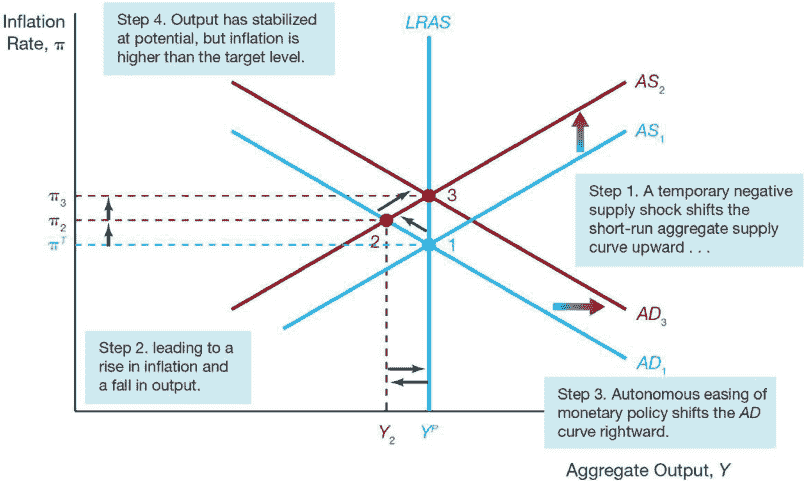 Inflation
Rate, π
Step 4. Output has stabilized
at potential, but inflation is
higher than the target level.
LRAS
AS2
AS1
π3
π2
πT
3
2
1
Step 1. A temporary negative
supply shock shifts the
short-run aggregate supply
curve upward . . .
AD3
AD1
Step 2. leading to a
rise in inflation and
a fall in output.
Step 3. Autonomous easing of
monetary policy shifts the AD
curve rightward.
Y2
YP
Aggregate Output, Y